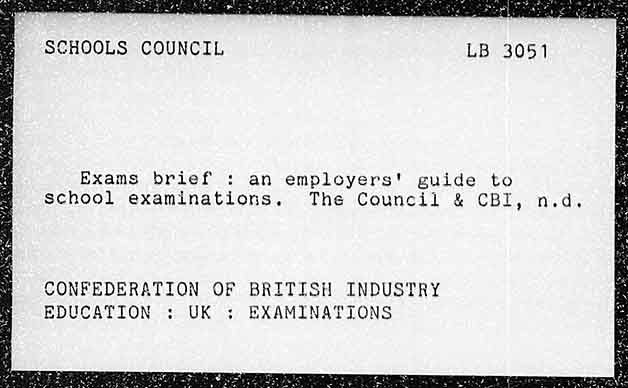 SCHOOLS COUNCIL LB 3051
Exams brief : an employers' guide to
school examinations. The Council & CBI, n.d.
CONFEDERATION OF BRITISH INDUSTRY
EDUCATION : UK : EXAMINATIONS